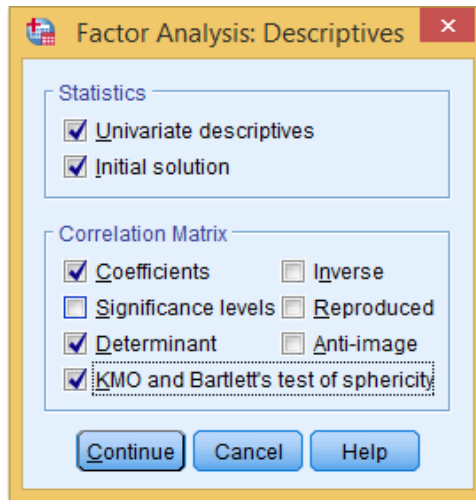 Factor Analysis: Descriptives
Statistics
Univariate descriptives
Initial solution
Correlation Matrix
Coefficients Inverse
Significance levels Reproduced
Determinant Anti-image
KMO and Bartlett's test of sphericity
Continue Cancel Help